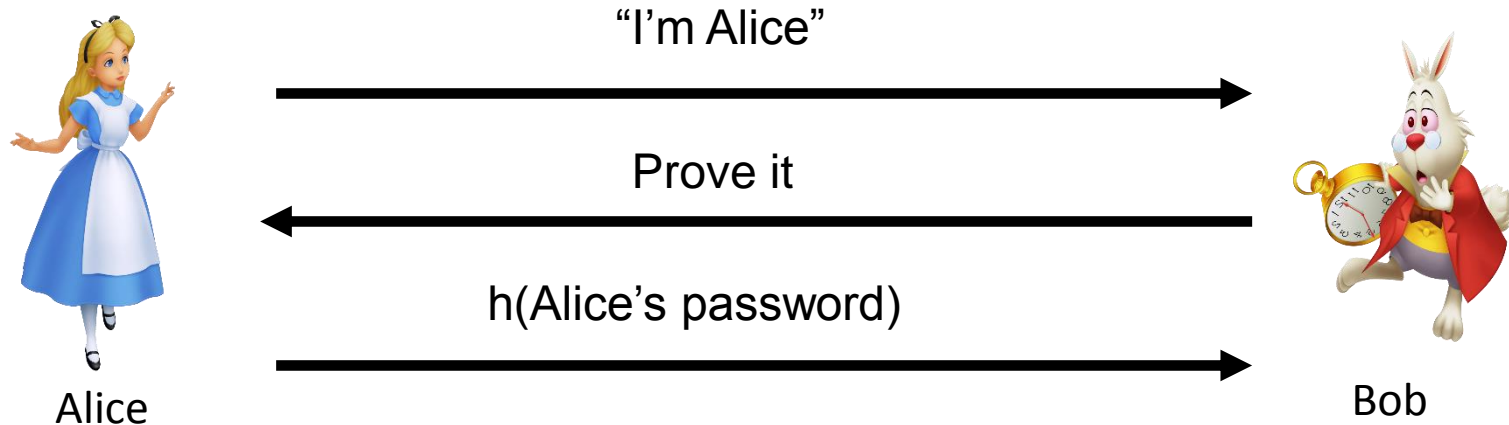 “I’m Alice”
Prove it
h(Alice’s password)
Alice
Bob